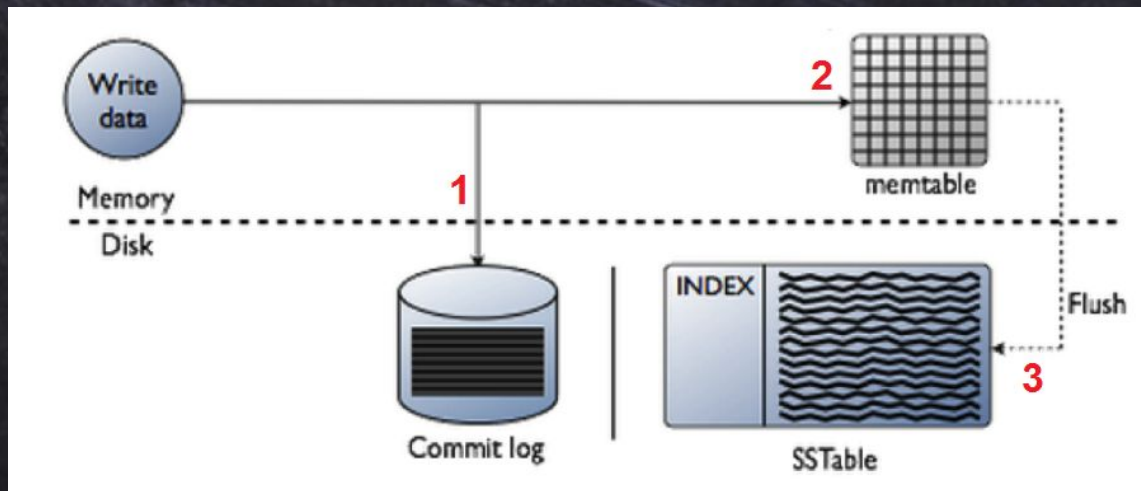 Write
data
2
memtable
1
Memory
Disk
INDEX
Flush
3
Commit log
SSTable